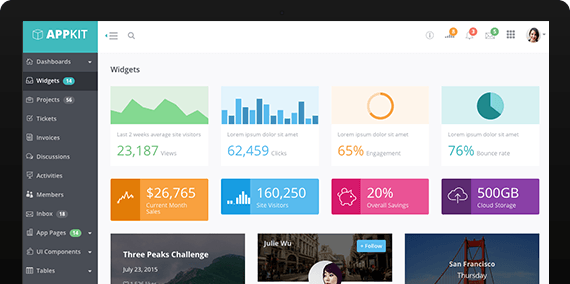 APPKIT
5
3
5
Dashboards
Widgets 14
Projects 56
Tickets
Invoices
Discussions
Activities
Members
Inbox 18
App Pages 14
UI Components
Tables
Widgets
Last 2 weeks average site visitors
23,187 Views
Lorem ipsum dolor sit amet
62,459 Clicks
Lorem ipsum dolor sit amet
65% Engagement
Lorem ipsum dolor sit amet
76% Bounce rate
$26,765
Current Month
Sales
160,250
Site Visitors
20%
Overall Savings
500GB
Cloud Storage
Three Peaks Challenge
July 23, 2015
Julie Wu
+ Follow
San Francisco
Thursday